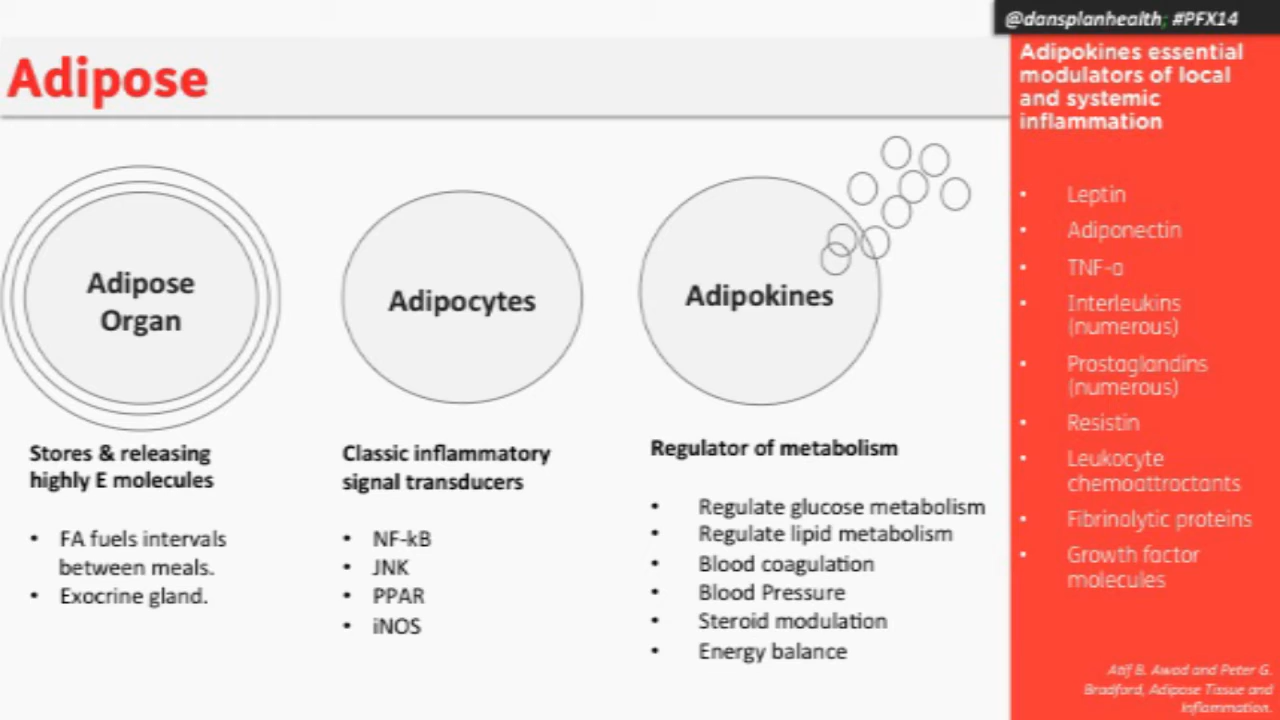 @dansplanhealth; #PFX14
Adipose
Adipose
Organ
Stores & releasing
highly E molecules
• FA fuels intervals
between meals.
• Exocrine gland.
Adipocytes
Classic inflammatory
signal transducers
• NF-kB
• JNK
• PPAR
• iNOS
Adipokines
Regulator of metabolism
• Regulate glucose metabolism
• Regulate lipid metabolism
• Blood coagulation
• Blood Pressure
• Steroid modulation
• Energy balance
Adipokines essential
modulators of local
and systemic
inflammation
• Leptin
• Adiponectin
• TNF-α
• Interleukins
(numerous)
• Prostaglandins
(numerous)
• Resistin
• Leukocyte
chemoattractants
• Fibrinolytic proteins
• Growth factor
molecules
Atif B. Awad and Peter G.
Bradford, Adipose Tissue and
Inflammation.